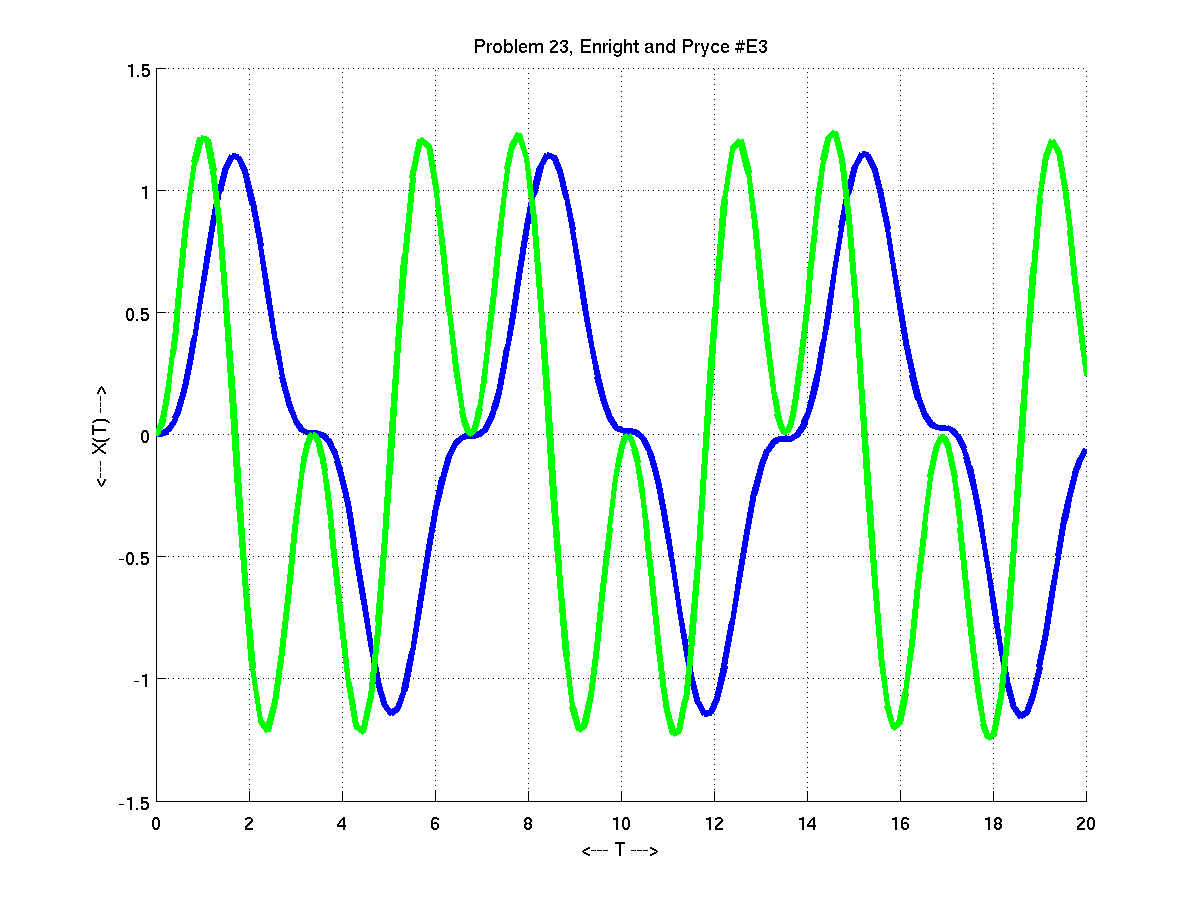 Problem 23, Enright and Pryce #E3
1.5
1
0.5
0
-0.5
-1
-1.5
<--- X(T) --->
0 2 4 6 8 10 12 14 16 18 20
<--- T --->